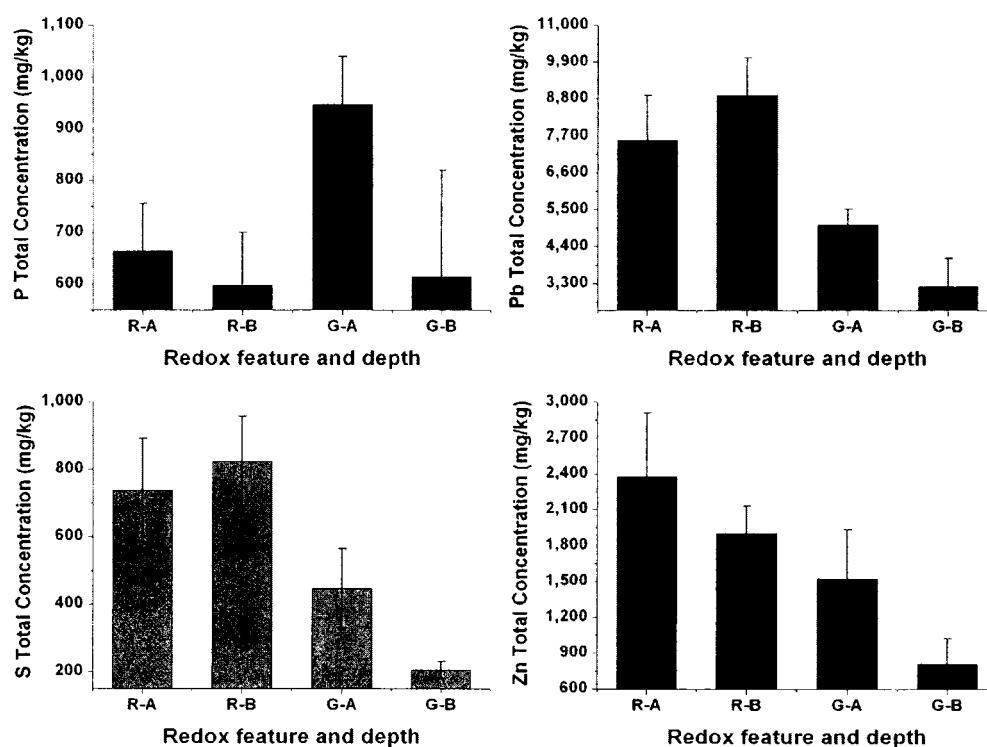 P Total Concentration (mg/kg)
1,100
1,000
900
800
700
600
R-A R-B G-A G-B
Redox feature and depth
Pb Total Concentration (mg/kg)
11,000
9,900
8,800
7,700
6,600
5,500
4,400
3,300
R-A R-B G-A G-B
Redox feature and depth
S Total Concentration (mg/kg)
1,000
800
600
400
200
R-A R-B G-A G-B
Redox feature and depth
Zn Total Concentration (mg/kg)
3,000
2,700
2,400
2,100
1,800
1,500
1,200
900
600
R-A R-B G-A G-B
Redox feature and depth